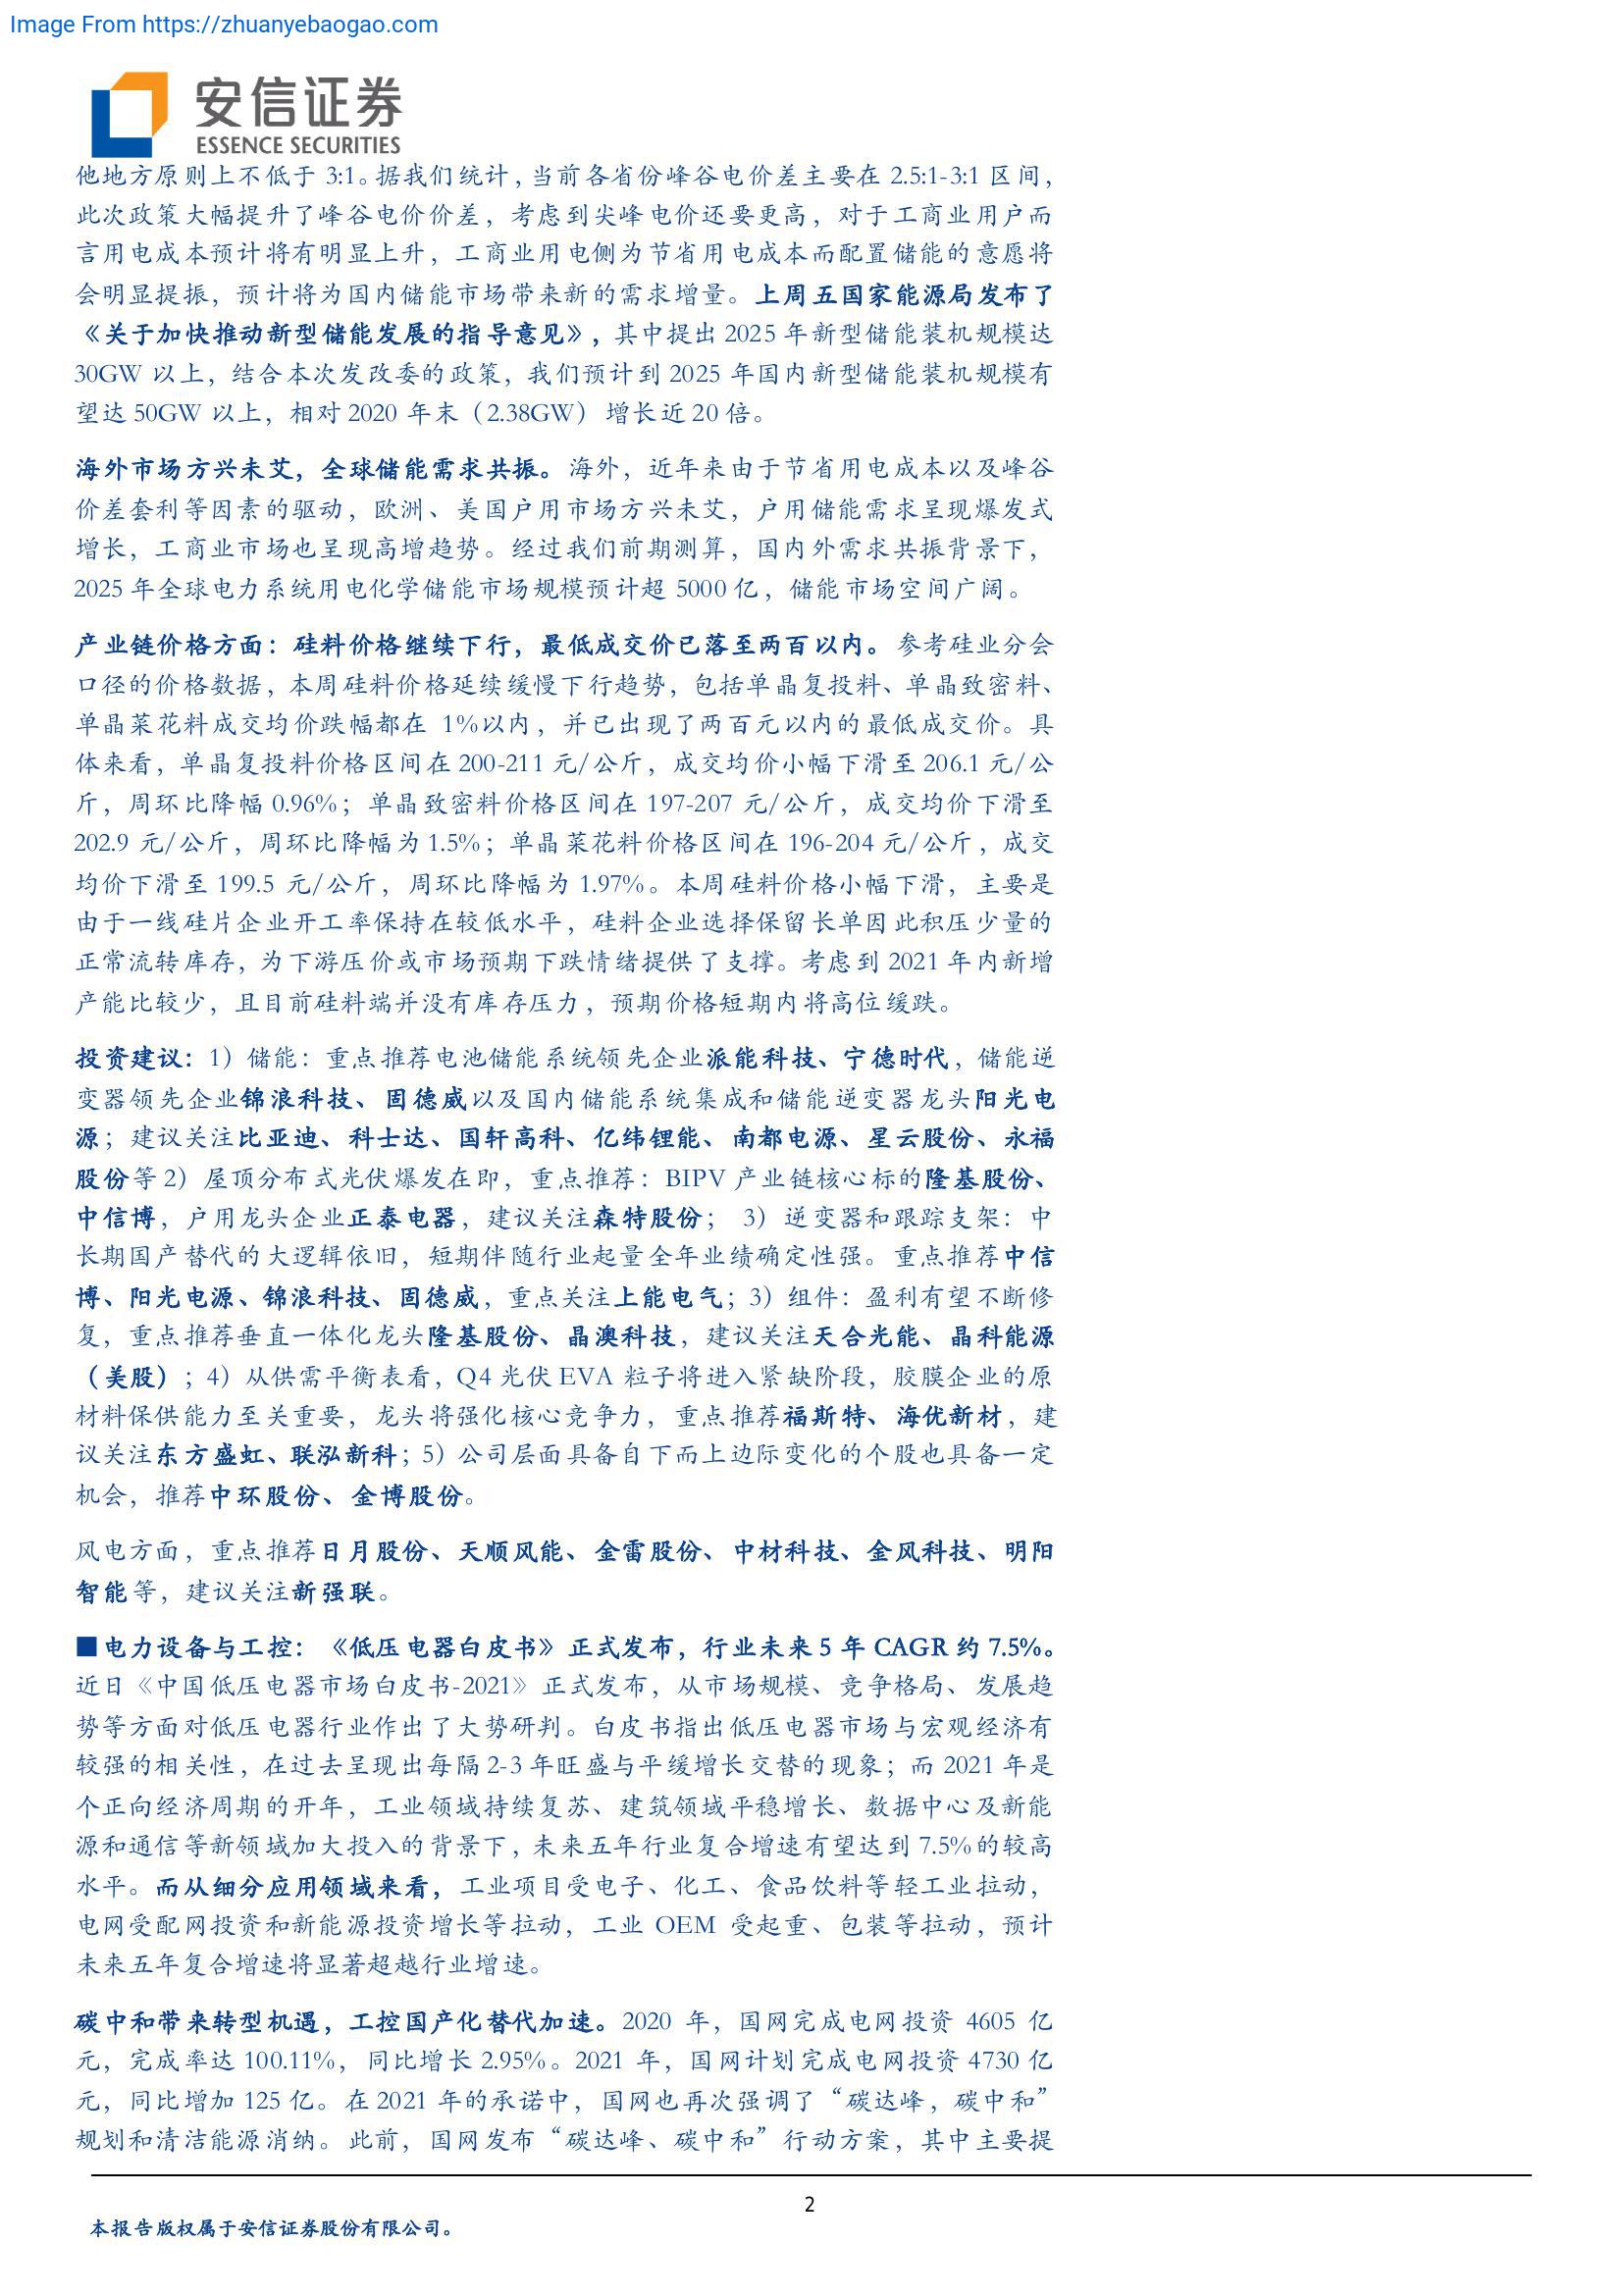 Image From https://zhuanyebaogao.com
安信证券
ESSENCE SECURITIES
他地方原则上不低于 3:1。据我们统计，当前各省份峰谷电价差主要在 2.5:1-3:1 区间，
此次政策大幅提升了峰谷电价价差，考虑到尖峰电价还要更高，对于工商业用户而
言用电成本预计将有明显上升，工商业用电侧为节省用电成本而配置储能的意愿将
会明显提振，预计将为国内储能市场带来新的需求增量。上周五国家能源局发布了
《关于加快推动新型储能发展的指导意见》，其中提出 2025 年新型储能装机规模达
30GW 以上，结合本次发改委的政策，我们预计到 2025 年国内新型储能装机规模有
望达 50GW 以上，相对 2020 年末（2.38GW）增长近 20 倍。
海外市场方兴未艾，全球储能需求共振。海外，近年来由于节省用电成本以及峰谷
价差套利等因素的驱动，欧洲、美国户用市场方兴未艾，户用储能需求呈现爆发式
增长，工商业市场也呈现高增趋势。经过我们前期测算，国内外需求共振背景下，
2025 年全球电力系统用电化学储能市场规模预计超 5000 亿，储能市场空间广阔。
产业链价格方面：硅料价格继续下行，最低成交价已落至两百以内。参考硅业分会
口径的价格数据，本周硅料价格延续缓慢下行趋势，包括单晶复投料、单晶致密料、
单晶菜花料成交均价跌幅都在 1%以内，并已出现了两百元以内的最低成交价。具
体来看，单晶复投料价格区间在 200-211 元/公斤，成交均价小幅下滑至 206.1 元/公
斤，周环比降幅 0.96%；单晶致密料价格区间在 197-207 元/公斤，成交均价下滑至
202.9 元/公斤，周环比降幅为 1.5%；单晶菜花料价格区间在 196-204 元/公斤，成交
均价下滑至 199.5 元/公斤，周环比降幅为 1.97%。本周硅料价格小幅下滑，主要是
由于一线硅片企业开工率保持在较低水平，硅料企业选择保留长单因此积压少量的
正常流转库存，为下游压价或市场预期下跌情绪提供了支撑。考虑到 2021 年内新增
产能比较少，且目前硅料端并没有库存压力，预期价格短期内将高位缓跌。
投资建议：1）储能：重点推荐电池储能系统领先企业派能科技、宁德时代，储能逆
变器领先企业锦浪科技、固德威以及国内储能系统集成和储能逆变器龙头阳光电
源；建议关注比亚迪、科士达、国轩高科、亿纬锂能、南都电源、星云股份、永福
股份等 2）屋顶分布式光伏爆发在即，重点推荐：BIPV 产业链核心标的隆基股份、
中信博，户用龙头企业正泰电器，建议关注森特股份； 3）逆变器和跟踪支架：中
长期国产替代的大逻辑依旧，短期伴随行业起量全年业绩确定性强。重点推荐中信
博、阳光电源、锦浪科技、固德威，重点关注上能电气；3）组件：盈利有望不断修
复，重点推荐垂直一体化龙头隆基股份、晶澳科技，建议关注天合光能、晶科能源
（美股）；4）从供需平衡表看，Q4 光伏 EVA 粒子将进入紧缺阶段，胶膜企业的原
材料保供能力至关重要，龙头将强化核心竞争力，重点推荐福斯特、海优新材，建
议关注东方盛虹、联泓新科；5）公司层面具备自下而上边际变化的个股也具备一定
机会，推荐中环股份、金博股份。
风电方面，重点推荐日月股份、天顺风能、金雷股份、中材科技、金风科技、明阳
智能等，建议关注新强联。
■电力设备与工控：《低压电器白皮书》正式发布，行业未来 5 年 CAGR 约 7.5%。
近日《中国低压电器市场白皮书-2021》正式发布，从市场规模、竞争格局、发展趋
势等方面对低压电器行业作出了大势研判。白皮书指出低压电器市场与宏观经济有
较强的相关性，在过去呈现出每隔 2-3 年旺盛与平缓增长交替的现象；而 2021 年是
个正向经济周期的开年，工业领域持续复苏、建筑领域平稳增长、数据中心及新能
源和通信等新领域加大投入的背景下，未来五年行业复合增速有望达到 7.5%的较高
水平。而从细分应用领域来看，工业项目受电子、化工、食品饮料等轻工业拉动，
电网受配网投资和新能源投资增长等拉动，工业 OEM 受起重、包装等拉动，预计
未来五年复合增速将显著超越行业增速。
碳中和带来转型机遇，工控国产化替代加速。2020 年，国网完成电网投资 4605 亿
元，完成率达 100.11%，同比增长 2.95%。2021 年，国网计划完成电网投资 4730 亿
元，同比增加 125 亿。在 2021 年的承诺中，国网也再次强调了“碳达峰，碳中和”
规划和清洁能源消纳。此前，国网发布“碳达峰、碳中和”行动方案，其中主要提
2
本报告版权属于安信证券股份有限公司。